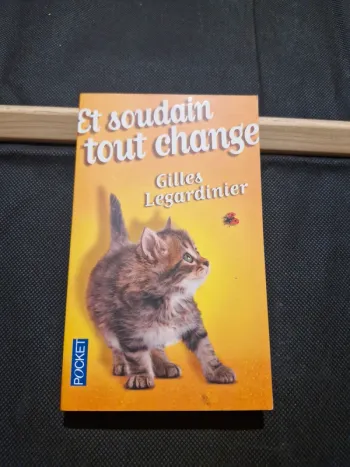 Et soudain
tout change
Gilles
Legardinier
POCKET